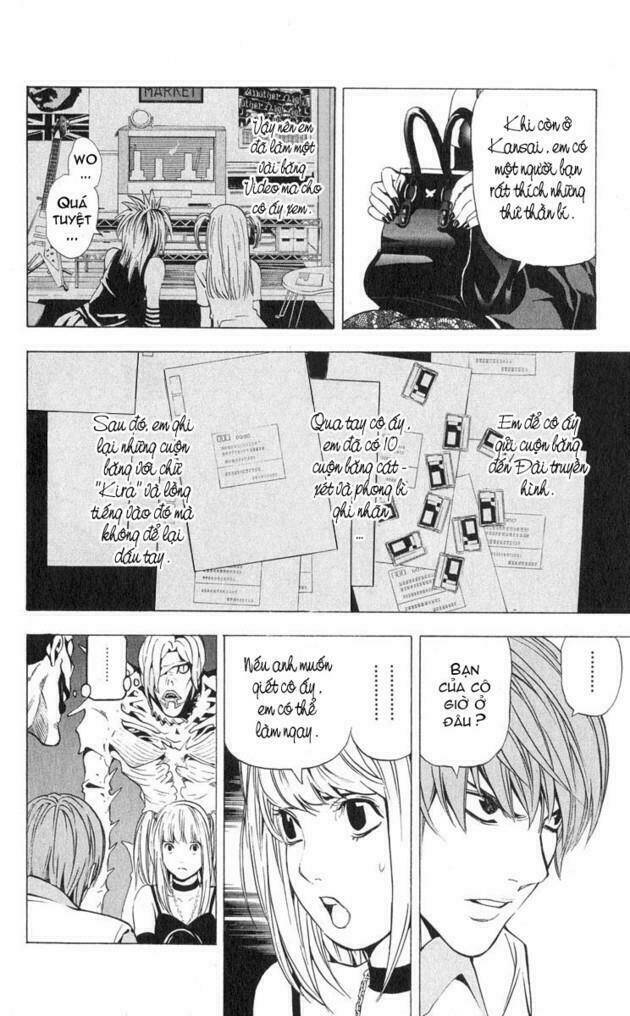 Khi còn ở
Kansai, em có
một người bạn
rất thích những
thứ thần bí.
Vậy nên em
đã làm một
vài băng
Video mà cho
cô ấy xem.
MARKET
WO
...
QUÁ
TUYỆT
...
Em để cô ấy
gửi cuộn băng
đến Đài truyền
hình.
Qua tay cô ấy,
em đã có 10
cuộn băng cát-
xét và phong bì
ghi nhãn
...
Sau đó, em ghi
lại những cuộn
băng với chữ
"Kira" và lồng
tiếng vào đó mà
không để lại
dấu tay.
........
BẠN
CỦA CÔ
GIỜ Ở
ĐÂU?
........
Nếu anh muốn
giết cô ấy,
em có thể
làm ngay.
........